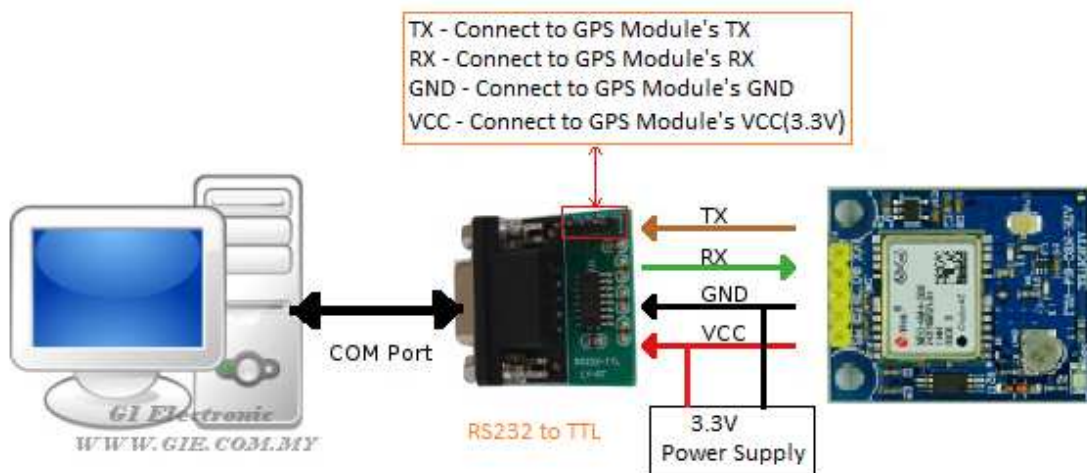 TX - Connect to GPS Module's TX
RX - Connect to GPS Module's RX
GND - Connect to GPS Module's GND
VCC - Connect to GPS Module's VCC(3.3V)
TX
RX
GND
VCC
COM Port
RS232-TTL
GI Electronic
WWW.GIE.COM.MY
RS232 to TTL
3.3V
Power Supply